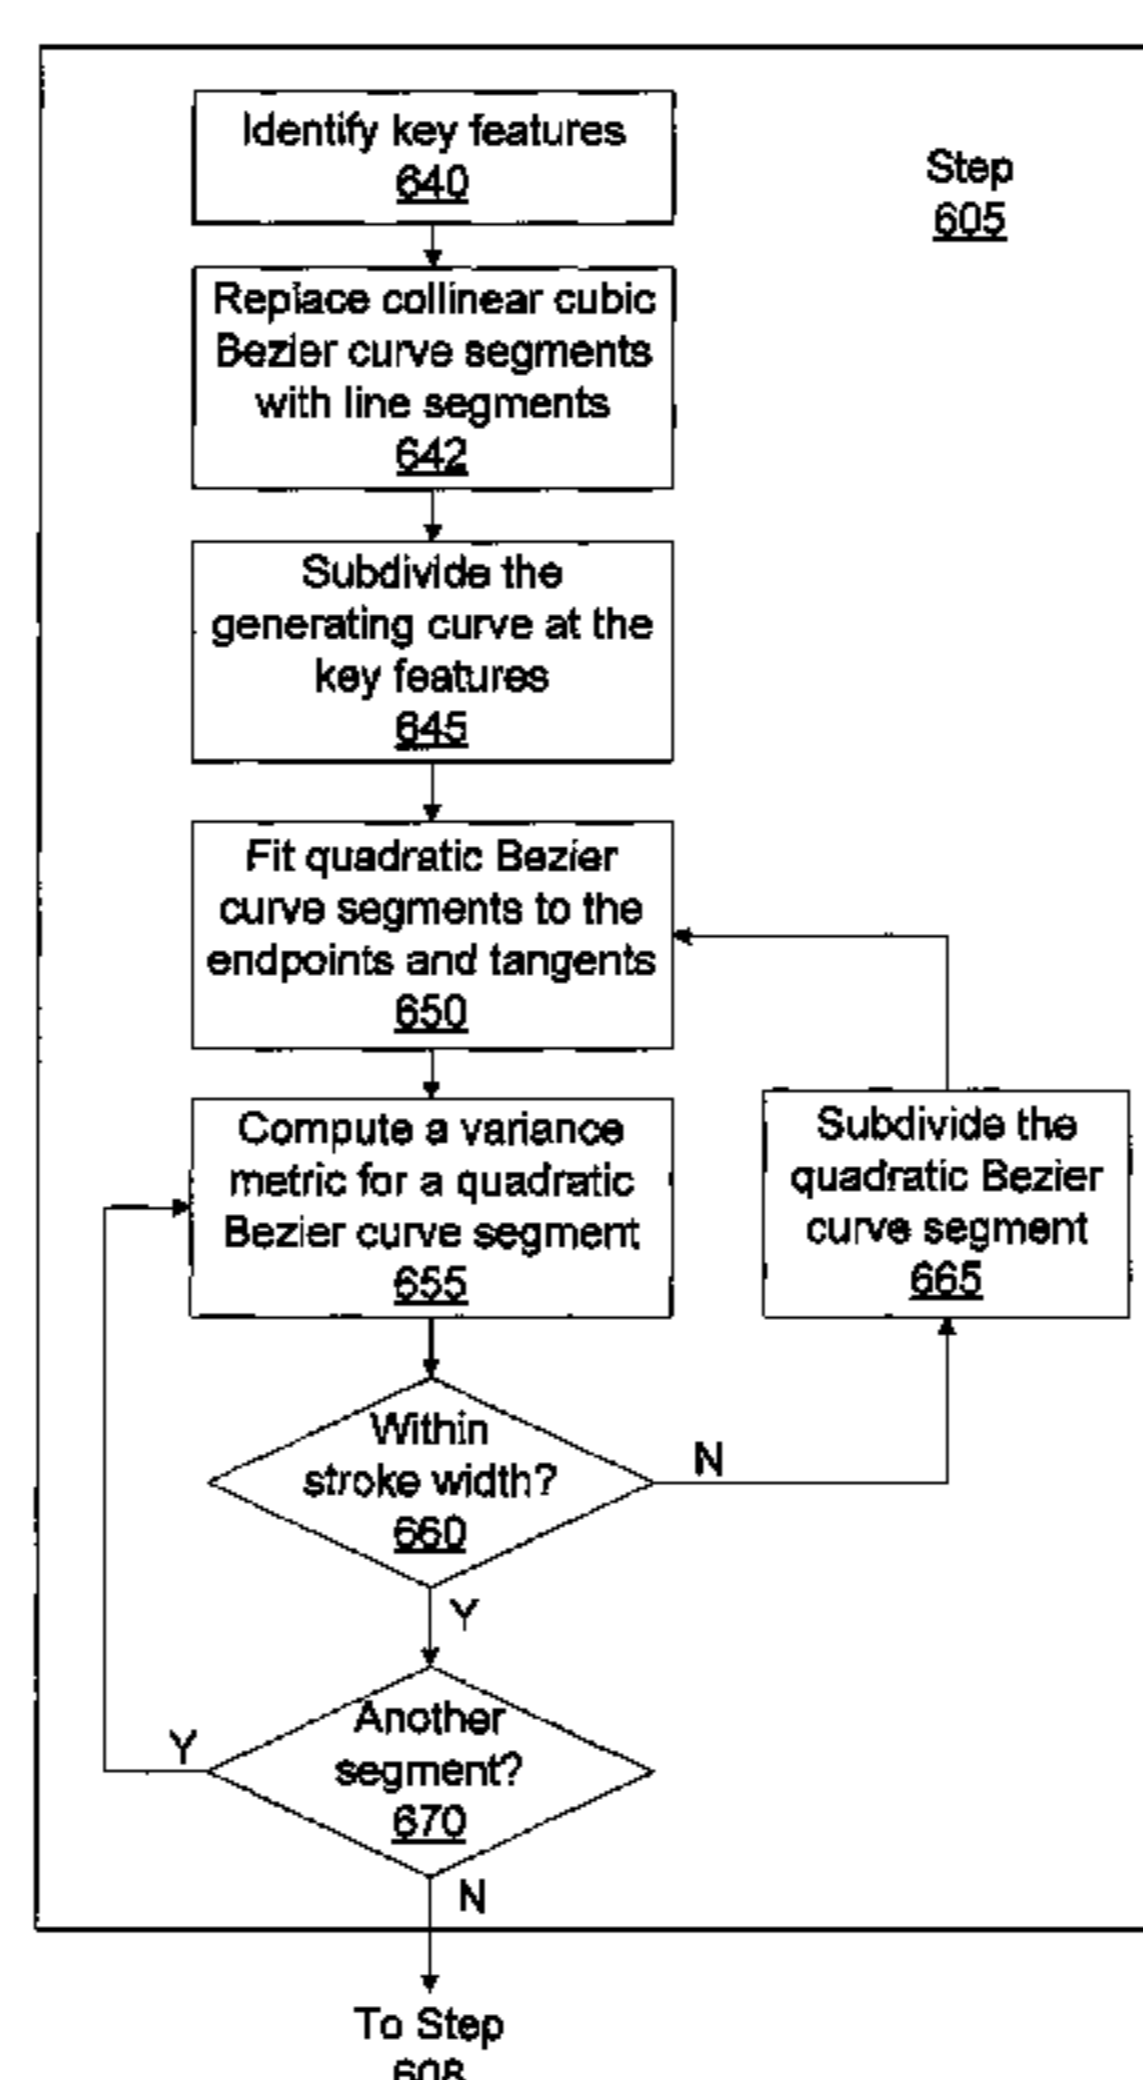 Identify key features
640
Step
605
Replace collinear cubic
Bezier curve segments
with line segments
642
Subdivide the
generating curve at the
key features
645
Fit quadratic Bezier
curve segments to the
endpoints and tangents
650
Compute a variance
metric for a quadratic
Bezier curve segment
655
Subdivide the
quadratic Bezier
curve segment
665
Within
stroke width?
660
N
Y
Another
segment?
670
Y
N
To Step
608